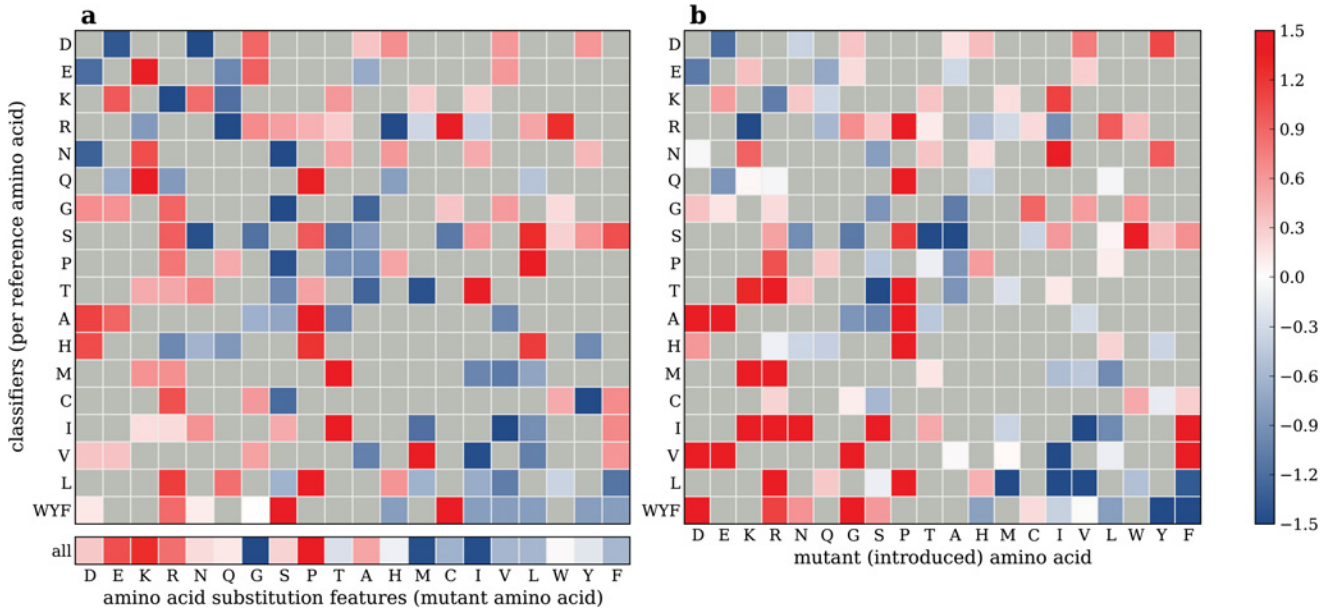 a
b
classifiers (per reference amino acid)
D
E
K
R
N
Q
G
S
P
T
A
H
M
C
I
V
L
WYF
all
D E K R N Q G S P T A H M C I V L W Y F
amino acid substitution features (mutant amino acid)
D
E
K
R
N
Q
G
S
P
T
A
H
M
C
I
V
L
WYF
D E K R N Q G S P T A H M C I V L W Y F
mutant (introduced) amino acid
1.5
1.2
0.9
0.6
0.3
0.0
−0.3
−0.6
−0.9
−1.2
−1.5